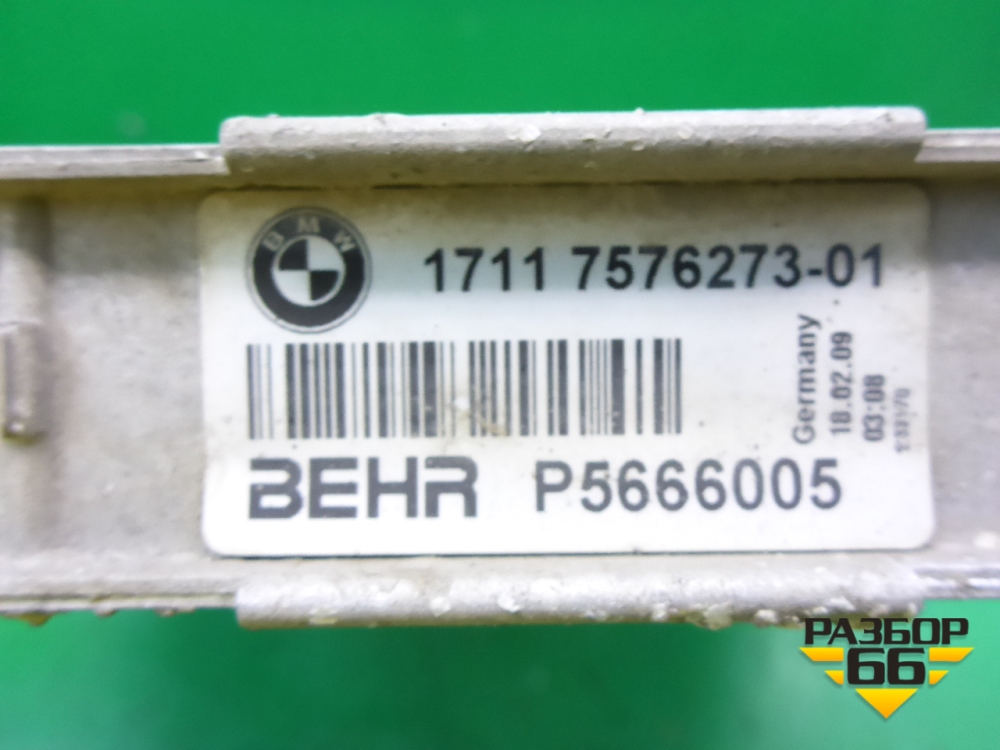 BMW
1711 7576273-01
Germany
18.02.09
03:08
BEHR
P5666005
РАЗБОР
66